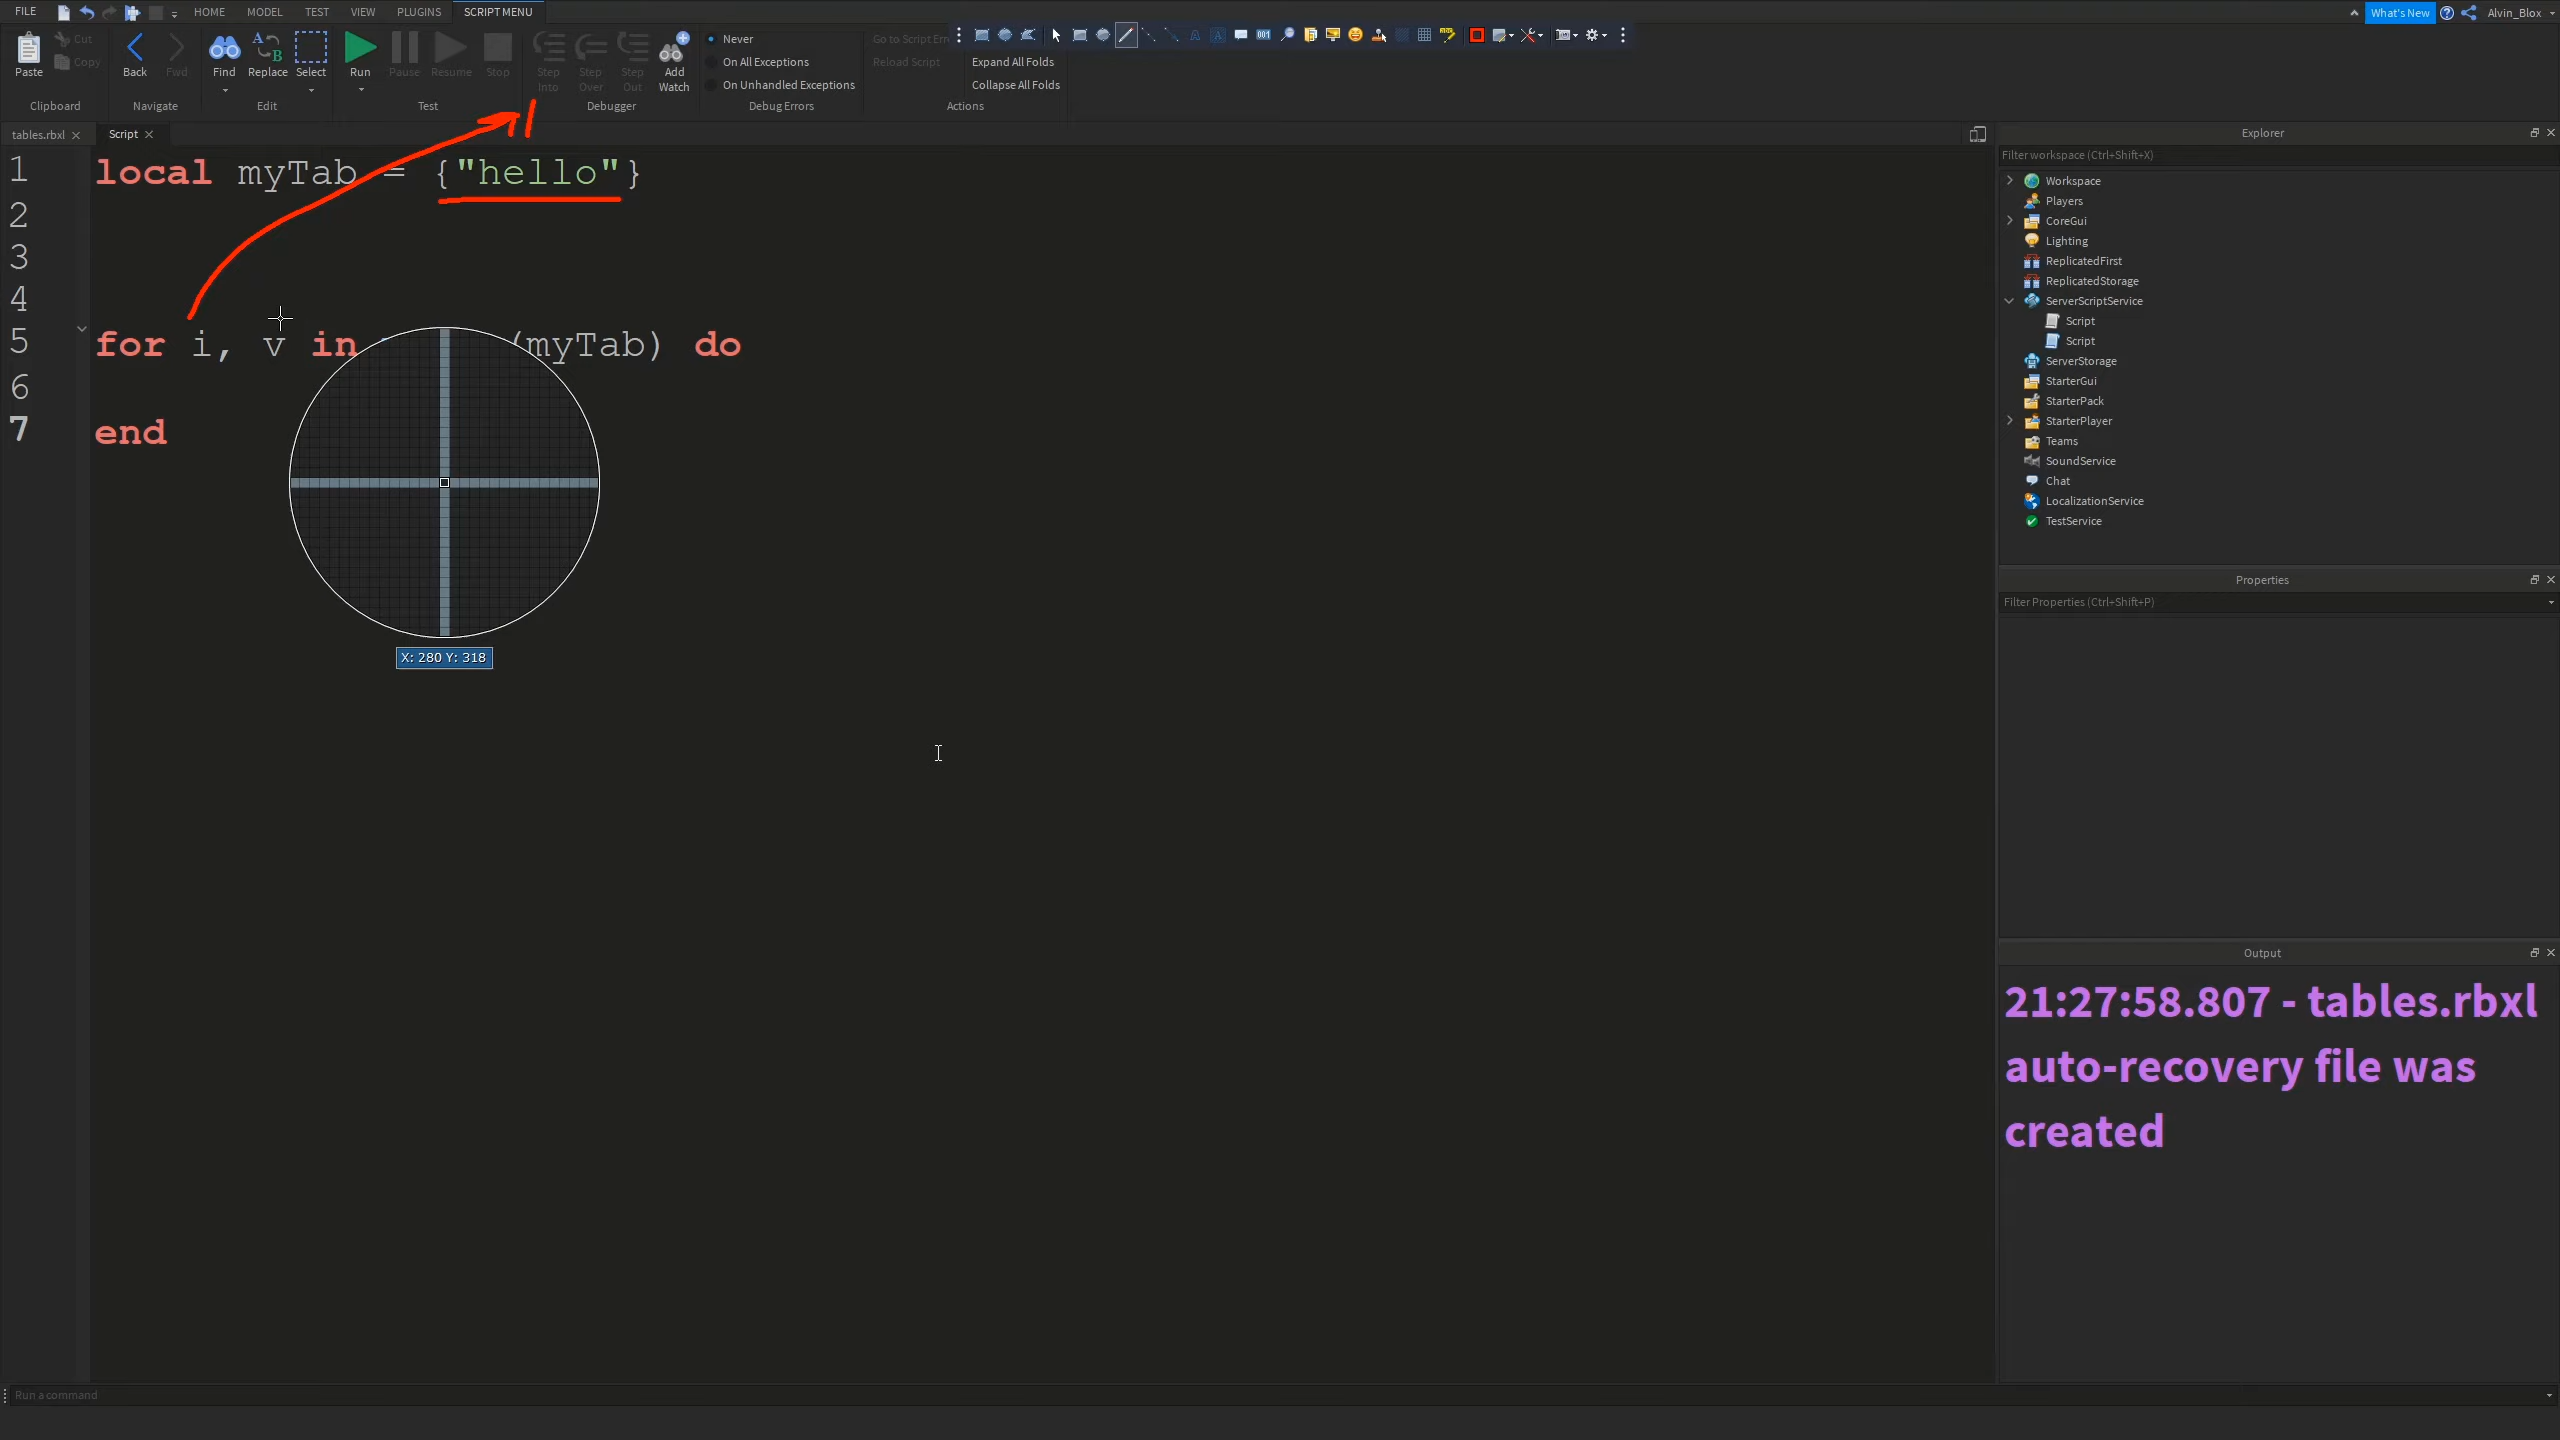 FILE
HOME
MODEL
TEST
VIEW
PLUGINS
SCRIPT MENU
What's New
Alvin_Blox
Paste
Cut
Copy
Clipboard
Back
Fwd
Navigate
Find
Replace
Select
Edit
Run
Pause
Resume
Stop
Test
Step Into
Step Over
Step Out
Add Watch
Debugger
Never
On All Exceptions
On Unhandled Exceptions
Debug Errors
Go to Script Err
Reload Script
Expand All Folds
Collapse All Folds
Actions
tables.rbxl
Script
1 local myTab = {"hello"}
2
3
4
5 for i, v in (myTab) do
6
7 end
X: 280 Y: 318
Explorer
Filter workspace (Ctrl+Shift+X)
Workspace
Players
CoreGui
Lighting
ReplicatedFirst
ReplicatedStorage
ServerScriptService
Script
Script
ServerStorage
StarterGui
StarterPack
StarterPlayer
Teams
SoundService
Chat
LocalizationService
TestService
Properties
Filter Properties (Ctrl+Shift+P)
Output
21:27:58.807 - tables.rbxl
auto-recovery file was
created
Run a command